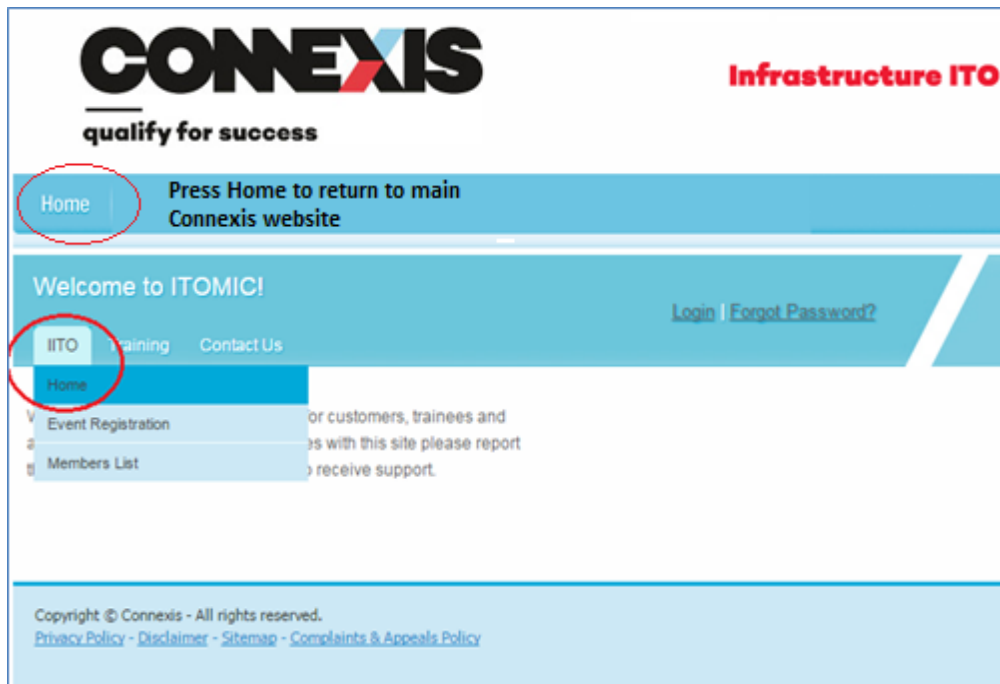 CONNEXIS
qualify for success
Infrastructure ITO
Home
Press Home to return to main
Connexis website
Welcome to ITOMIC!
Login | Forgot Password?
IITO Training Contact Us
Home
Event Registration
Members List
for customers, trainees and
with this site please report
receive support.
Copyright © Connexis - All rights reserved.
Privacy Policy - Disclaimer - Sitemap - Complaints & Appeals Policy